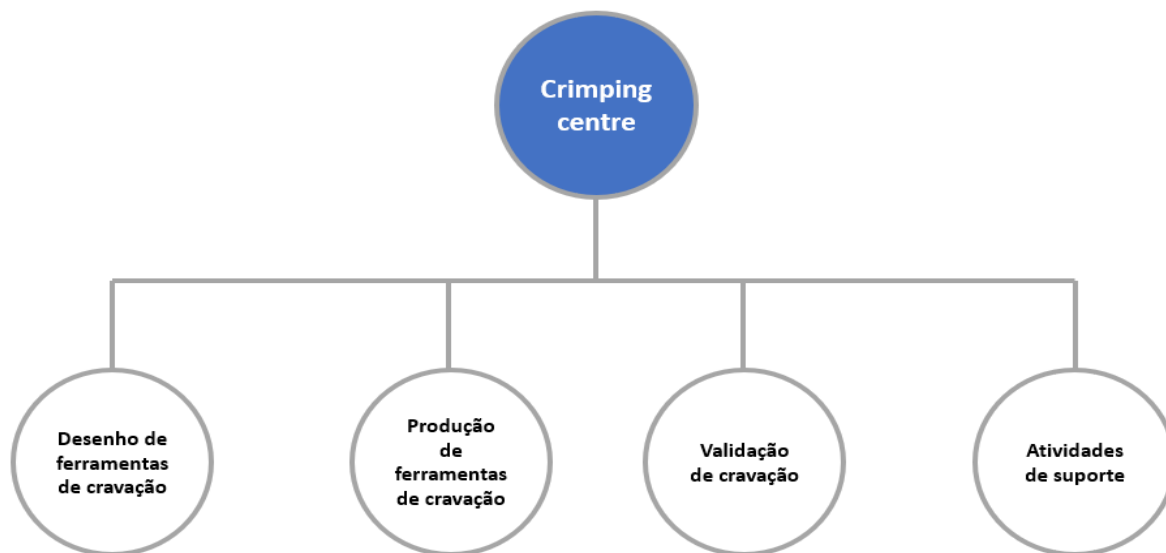 Crimping
centre
Desenho de
ferramentas
de cravação
Produção
de
ferramentas
de cravação
Validação
de cravação
Atividades
de suporte